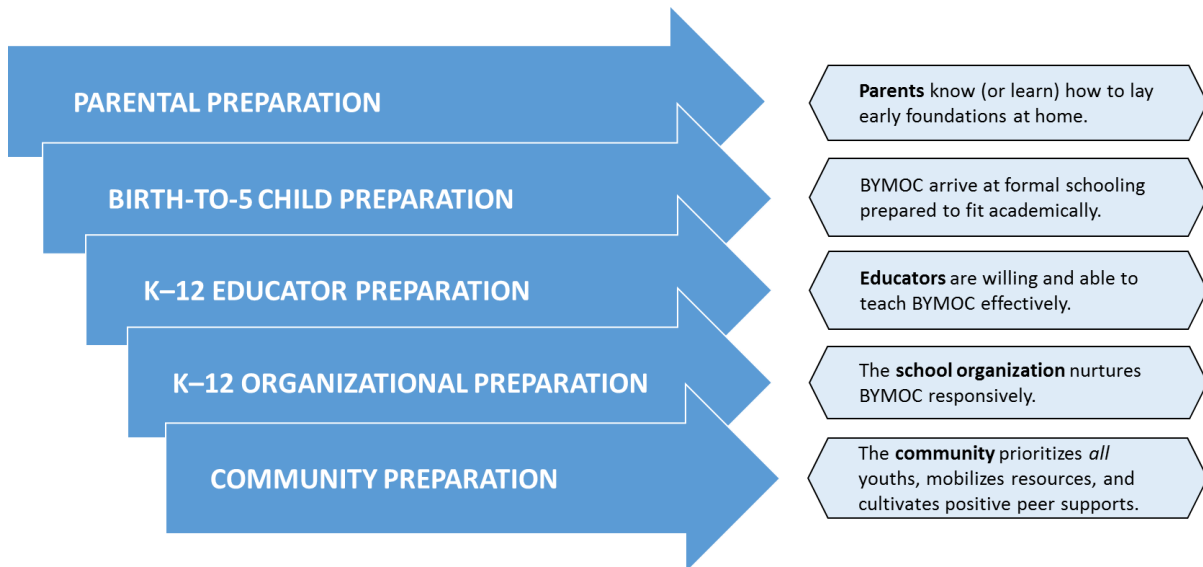 PARENTAL PREPARATION
Parents know (or learn) how to lay
early foundations at home.
BIRTH-TO-5 CHILD PREPARATION
BYMOC arrive at formal schooling
prepared to fit academically.
K–12 EDUCATOR PREPARATION
Educators are willing and able to
teach BYMOC effectively.
K–12 ORGANIZATIONAL PREPARATION
The school organization nurtures
BYMOC responsively.
COMMUNITY PREPARATION
The community prioritizes all
youths, mobilizes resources, and
cultivates positive peer supports.